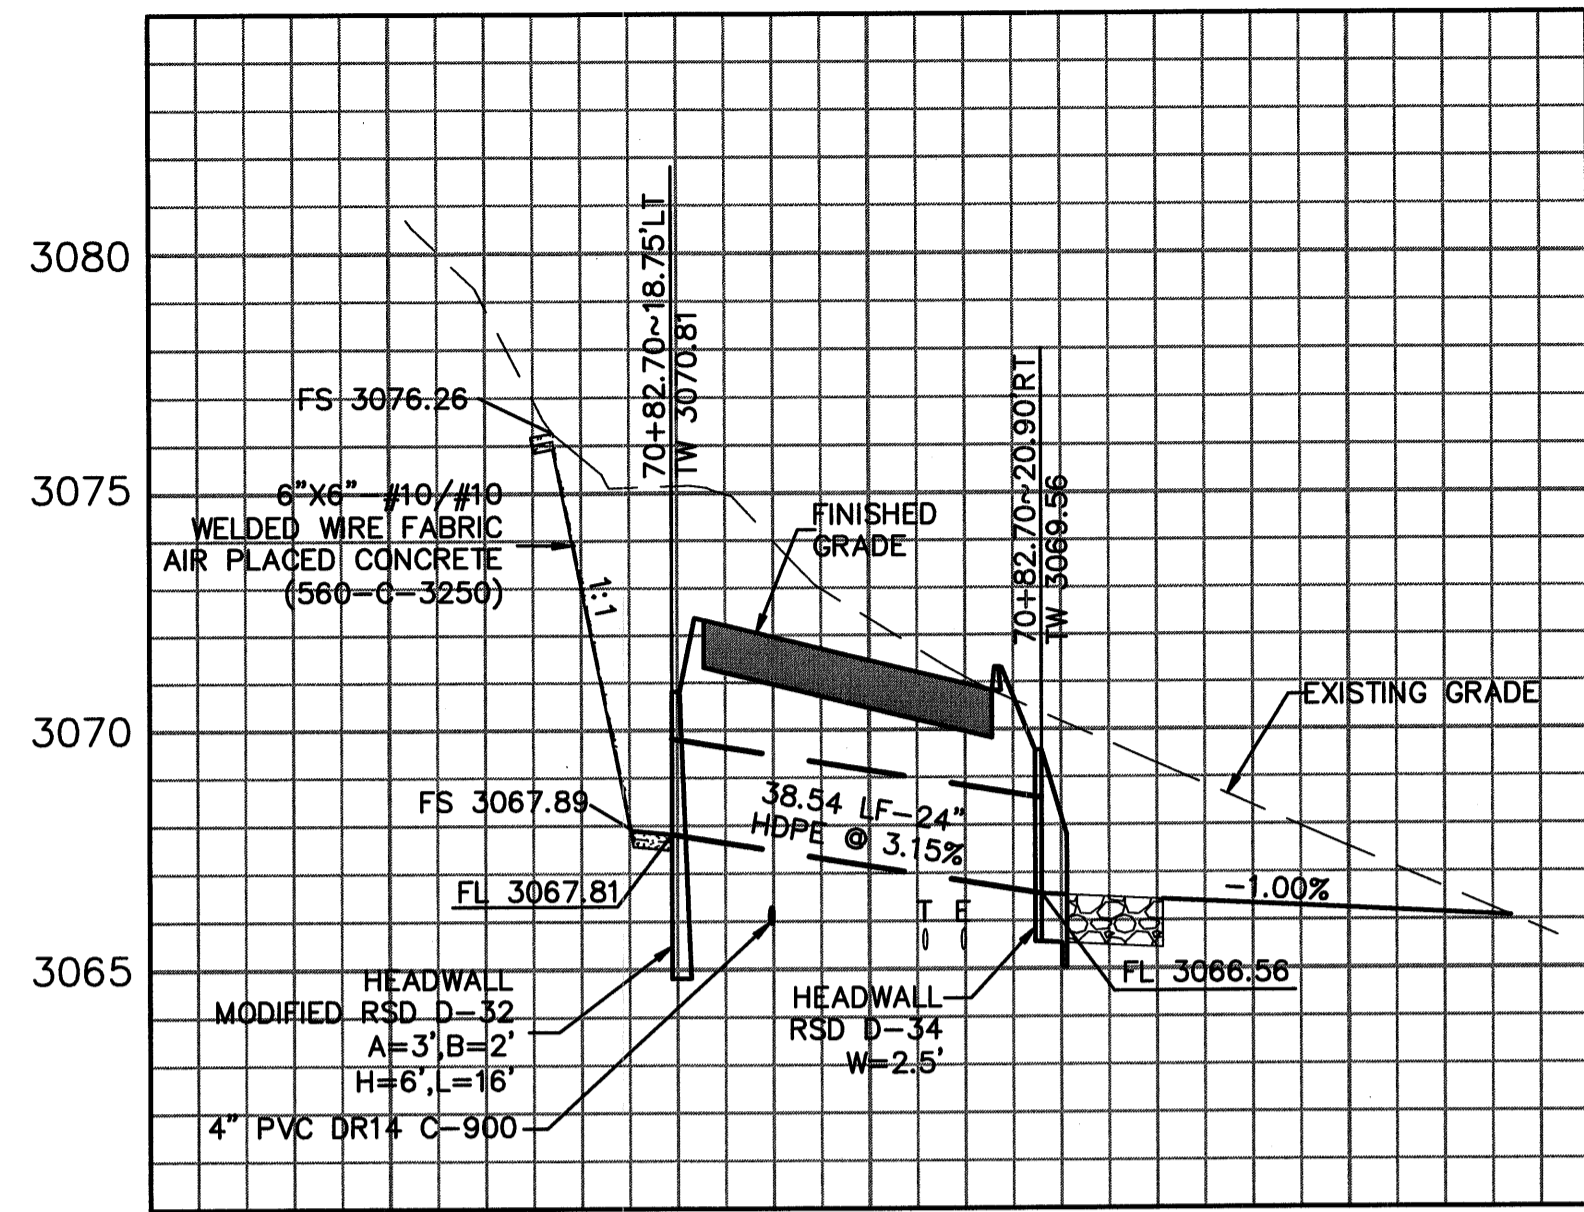 3080
3075
3070
3065
70+82.70~18.75'LT
TW 3070.81
70+82.70~20.90'RT
TW 3069.56
FS 3076.26
6"X6"-#10/#10
WELDED WIRE FABRIC
AIR PLACED CONCRETE
(560-C-3250)
1:1
FINISHED
GRADE
EXISTING GRADE
FS 3067.89
38.54 LF-24"
HDPE @ 3.15%
FL 3067.81
T E
-1.00%
FL 3066.56
HEADWALL
MODIFIED RSD D-32
A=3',B=2'
H=6',L=16'
HEADWALL
RSD D-34
W=2.5'
4" PVC DR14 C-900